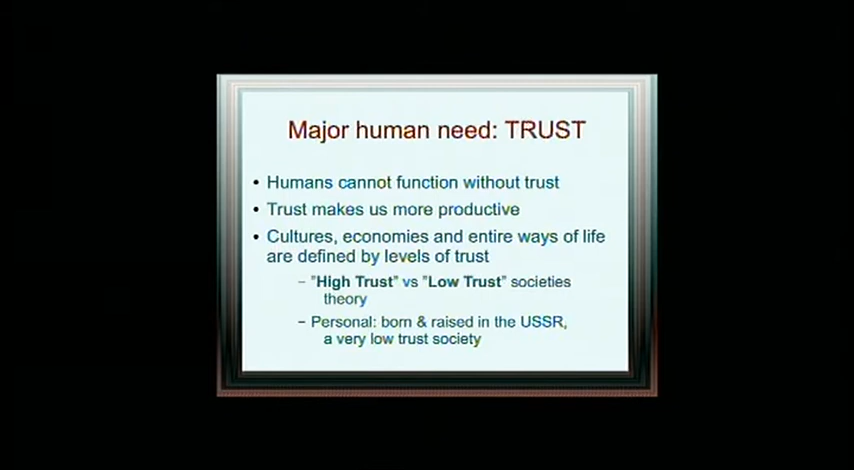 Major human need: TRUST
• Humans cannot function without trust
• Trust makes us more productive
• Cultures, economies and entire ways of life
are defined by levels of trust
– ”High Trust” vs ”Low Trust” societies
theory
– Personal: born & raised in the USSR,
a very low trust society